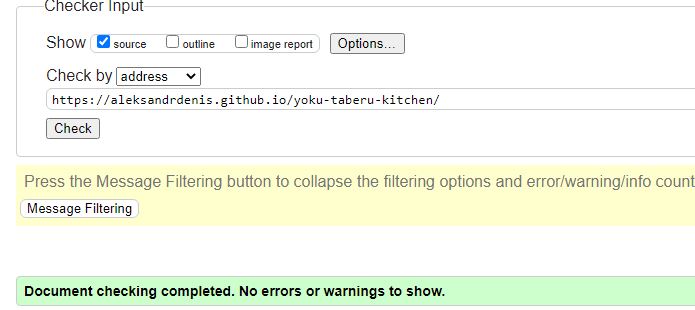 Checker Input
Show source outline image report Options...
Check by address
https://aleksandrdenis.github.io/yoku-taberu-kitchen/
Check
Press the Message Filtering button to collapse the filtering options and error/warning/info count
Message Filtering
Document checking completed. No errors or warnings to show.